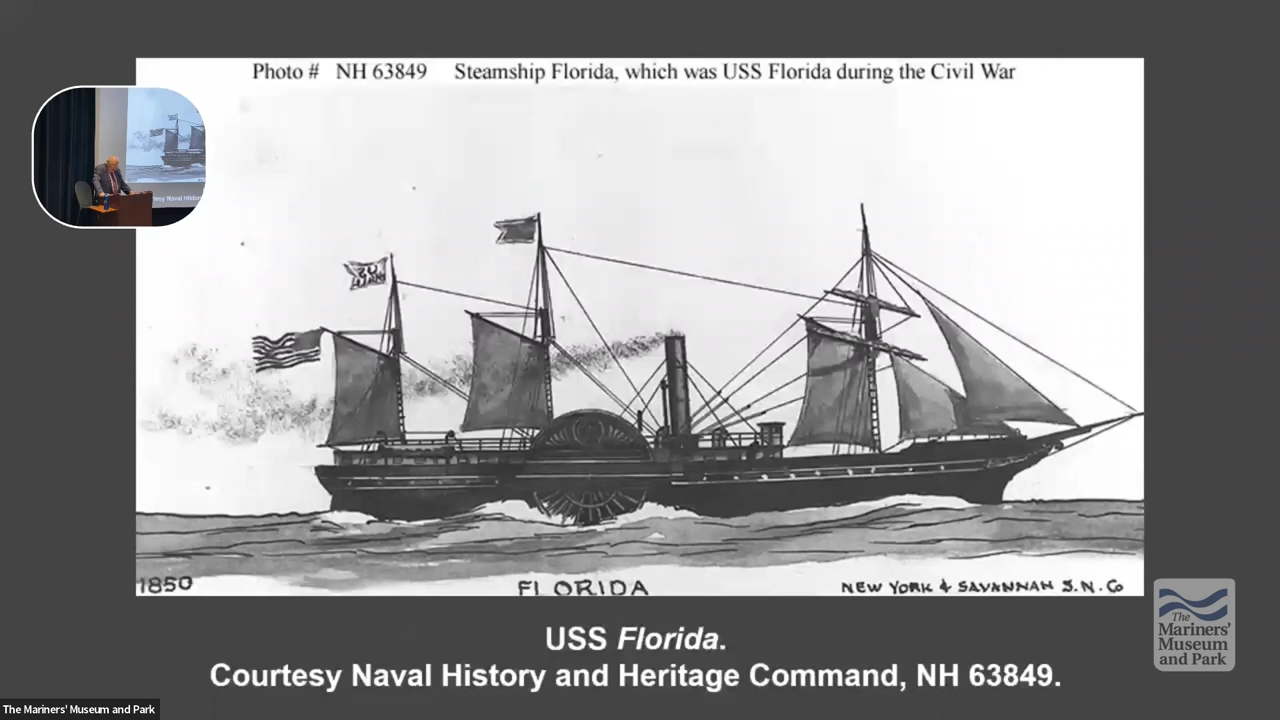 Photo # NH 63849 Steamship Florida, which was USS Florida during the Civil War
1850
FLORIDA
NEW YORK & SAVANNAH S.N. Co
USS Florida.
Courtesy Naval History and Heritage Command, NH 63849.
The
Mariners'
Museum
and Park
The Mariners' Museum and Park